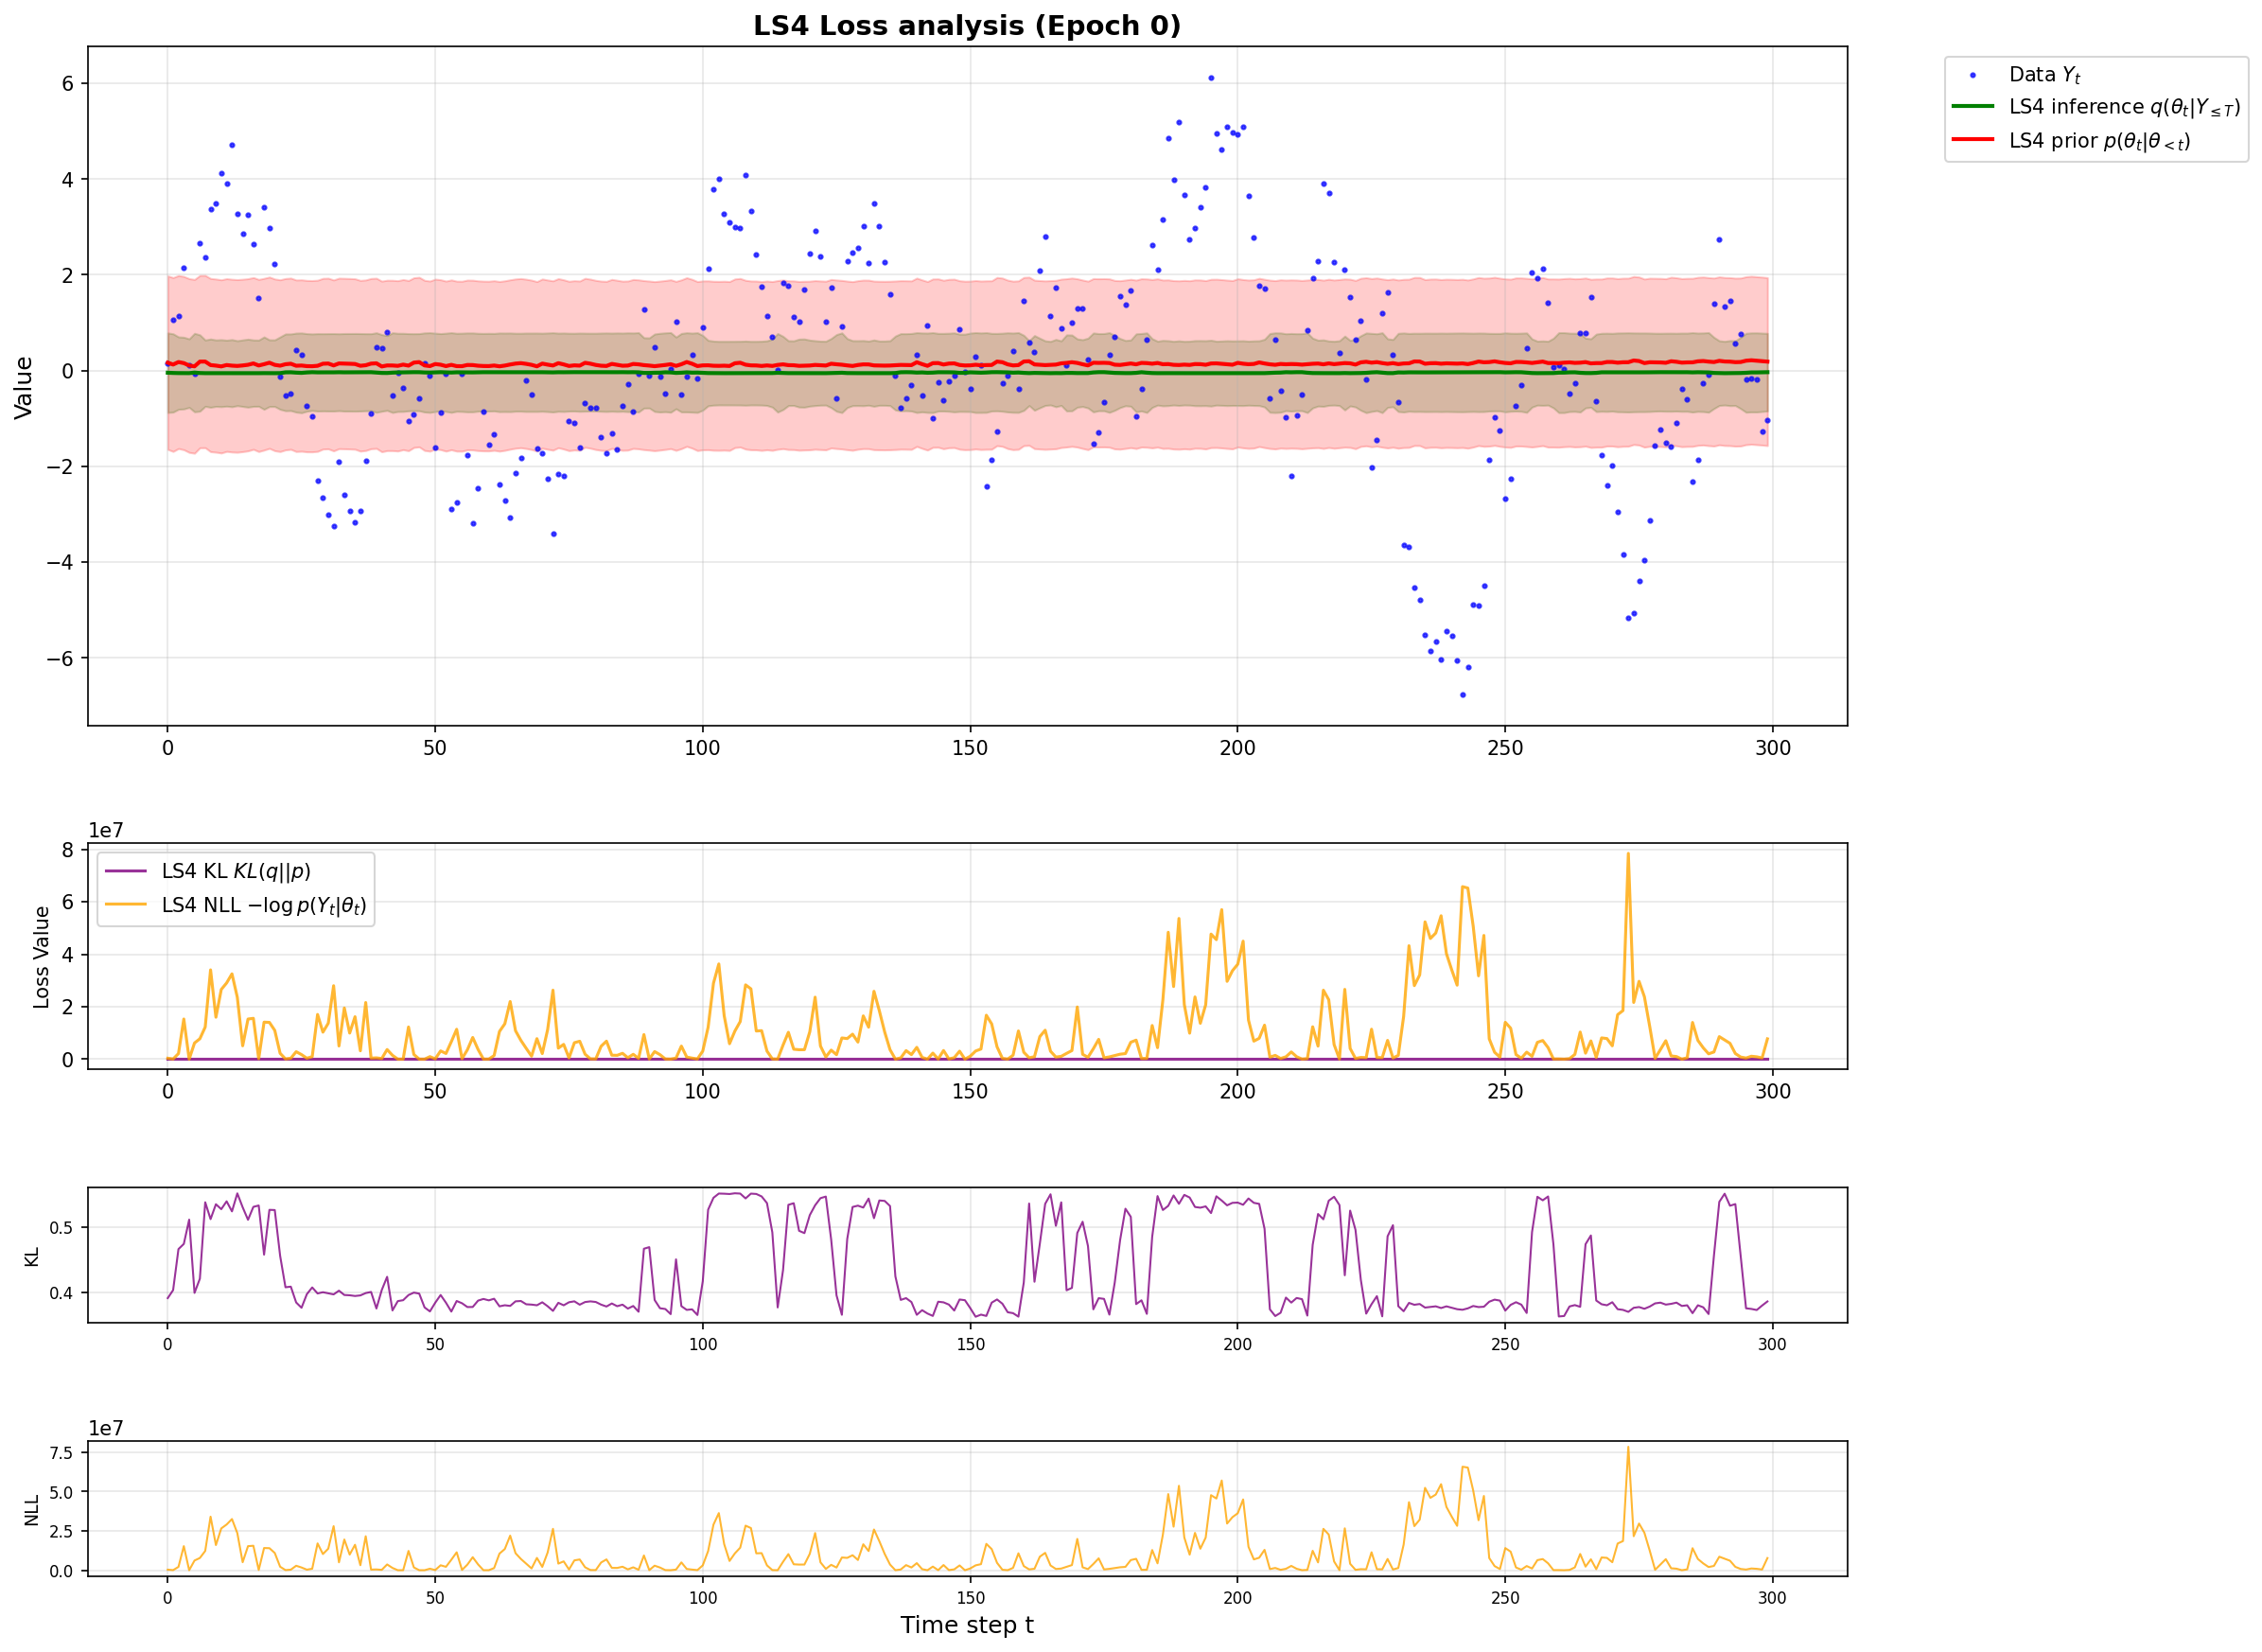 LS4 Loss analysis (Epoch 0)
Data Y_t
LS4 inference q(θ_t|Y_≤T)
LS4 prior p(θ_t|θ_<t)
Value
6
4
2
0
−2
−4
−6
0 50 100 150 200 250 300
1e7
LS4 KL KL(q||p)
LS4 NLL −log p(Y_t|θ_t)
Loss Value
8
6
4
2
0
0 50 100 150 200 250 300
KL
0.5
0.4
0 50 100 150 200 250 300
1e7
NLL
7.5
5.0
2.5
0.0
0 50 100 150 200 250 300
Time step t